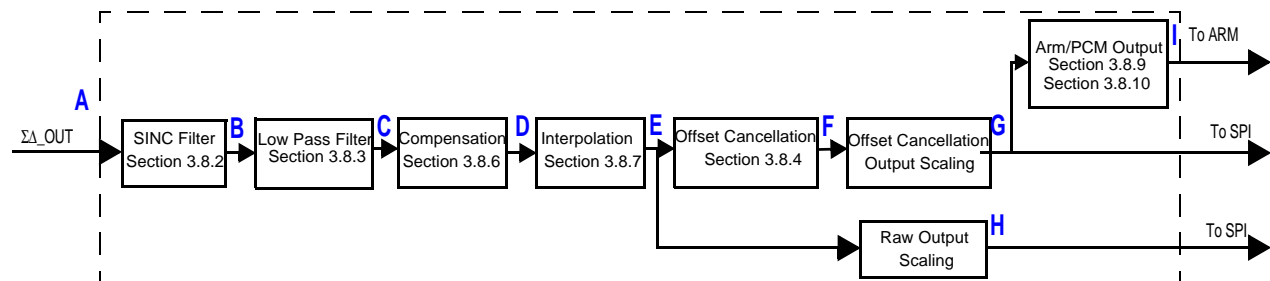 A
ΣΔ_OUT
SINC Filter
Section 3.8.2
B
Low Pass Filter
Section 3.8.3
C
Compensation
Section 3.8.6
D
Interpolation
Section 3.8.7
E
Offset Cancellation
Section 3.8.4
F
Offset Cancellation
Output Scaling
G
Arm/PCM Output
Section 3.8.9
Section 3.8.10
I
To ARM
To SPI
Raw Output
Scaling
H
To SPI